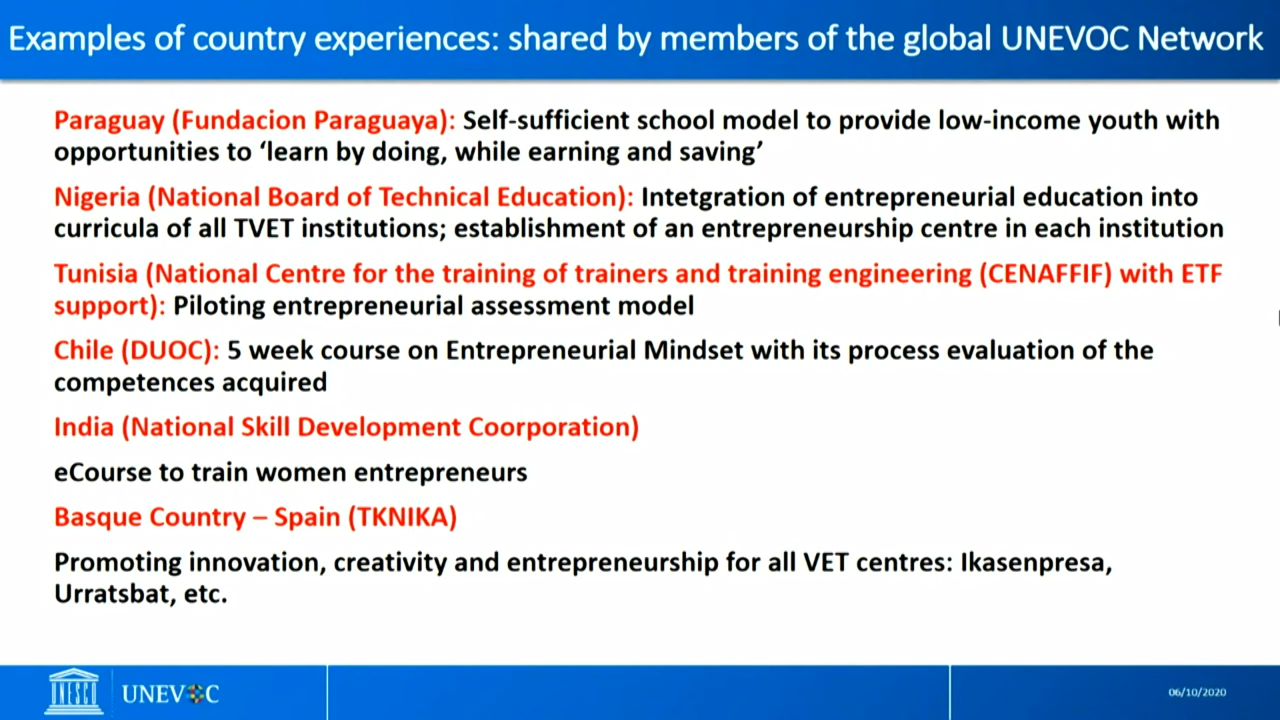 Examples of country experiences: shared by members of the global UNEVOC Network
Paraguay (Fundacion Paraguaya): Self-sufficient school model to provide low-income youth with
opportunities to ‘learn by doing, while earning and saving’
Nigeria (National Board of Technical Education): Intetgration of entrepreneurial education into
curricula of all TVET institutions; establishment of an entrepreneurship centre in each institution
Tunisia (National Centre for the training of trainers and training engineering (CENAFFIF) with ETF
support): Piloting entrepreneurial assessment model
Chile (DUOC): 5 week course on Entrepreneurial Mindset with its process evaluation of the
competences acquired
India (National Skill Development Coorporation)
eCourse to train women entrepreneurs
Basque Country – Spain (TKNIKA)
Promoting innovation, creativity and entrepreneurship for all VET centres: Ikasenpresa,
Urratsbat, etc.
UNESCO
UNEVOC
06/10/2020